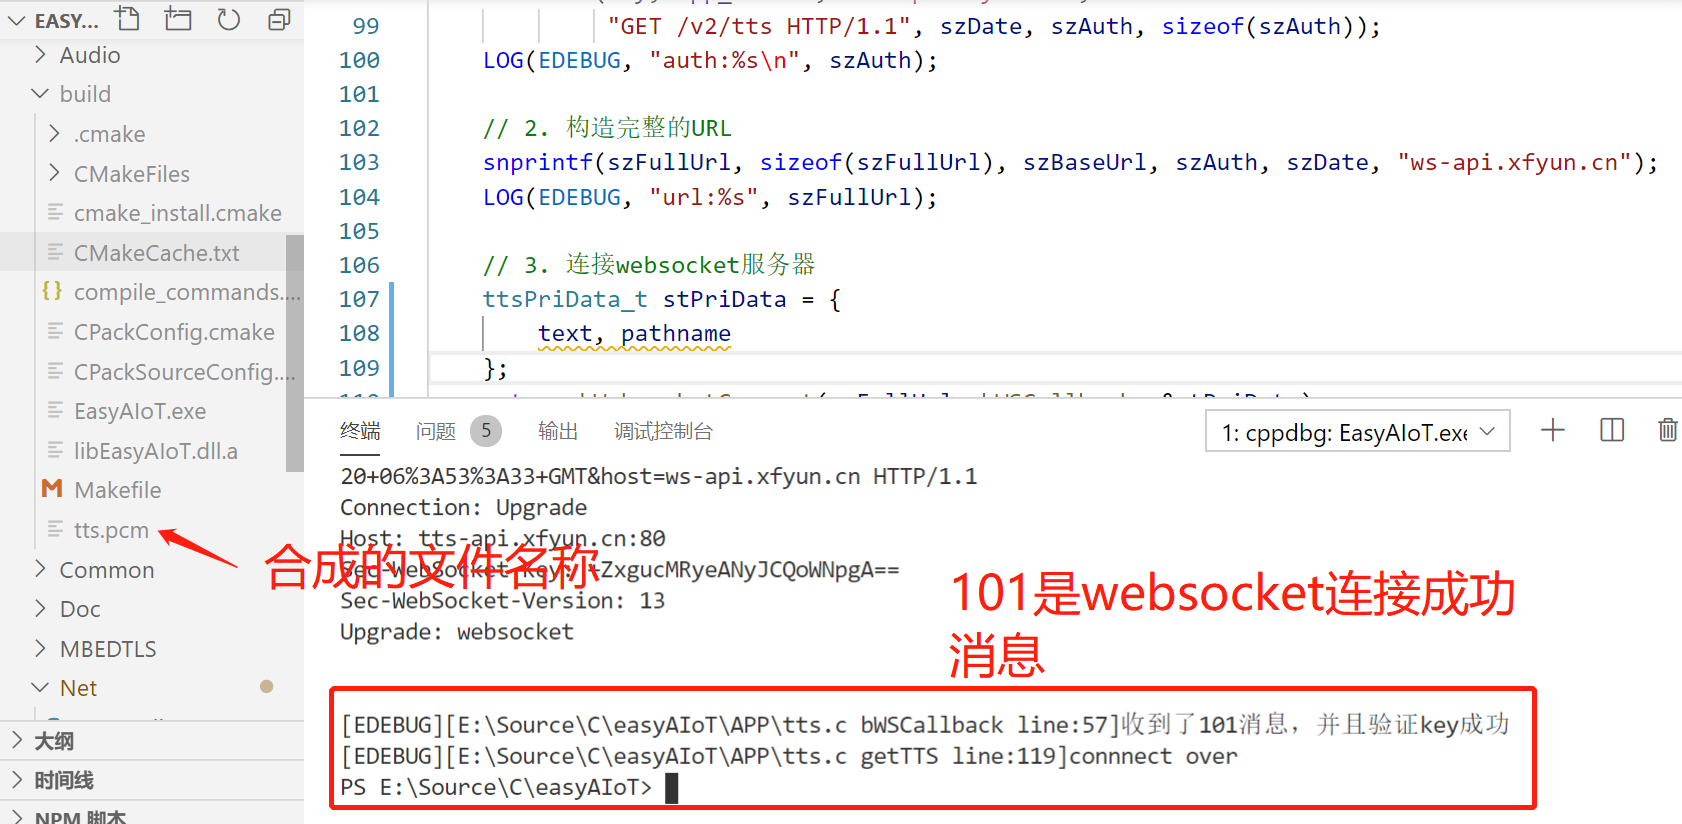 EASY...
Audio
build
.cmake
CMakeFiles
cmake_install.cmake
CMakeCache.txt
{} compile_commands....
CPackConfig.cmake
CPackSourceConfig....
EasyAIoT.exe
libEasyAIoT.dll.a
M Makefile
tts.pcm
Common
Doc
MBEDTLS
Net
大纲
时间线
NPM 脚本
99 "GET /v2/tts HTTP/1.1", szDate, szAuth, sizeof(szAuth));
100 LOG(EDEBUG, "auth:%s\n", szAuth);
101
102 // 2. 构造完整的URL
103 snprintf(szFullUrl, sizeof(szFullUrl), szBaseUrl, szAuth, szDate, "ws-api.xfyun.cn");
104 LOG(EDEBUG, "url:%s", szFullUrl);
105
106 // 3. 连接websocket服务器
107 ttsPriData_t stPriData = {
108 text, pathname
109 };
终端 问题 5 输出 调试控制台 1: cppdbg: EasyAIoT.exe
20+06%3A53%3A33+GMT&host=ws-api.xfyun.cn HTTP/1.1
Connection: Upgrade
Host: tts-api.xfyun.cn:80
合成的文件名称
Sec-WebSocket-Key: +ZxgucMRyeANyJCQoWNpgA==
Sec-WebSocket-Version: 13
Upgrade: websocket
101是websocket连接成功
消息
[EDEBUG][E:\Source\C\easyAIoT\APP\tts.c bWSCallback line:57]收到了101消息，并且验证key成功
[EDEBUG][E:\Source\C\easyAIoT\APP\tts.c getTTS line:119]connnect over
PS E:\Source\C\easyAIoT>